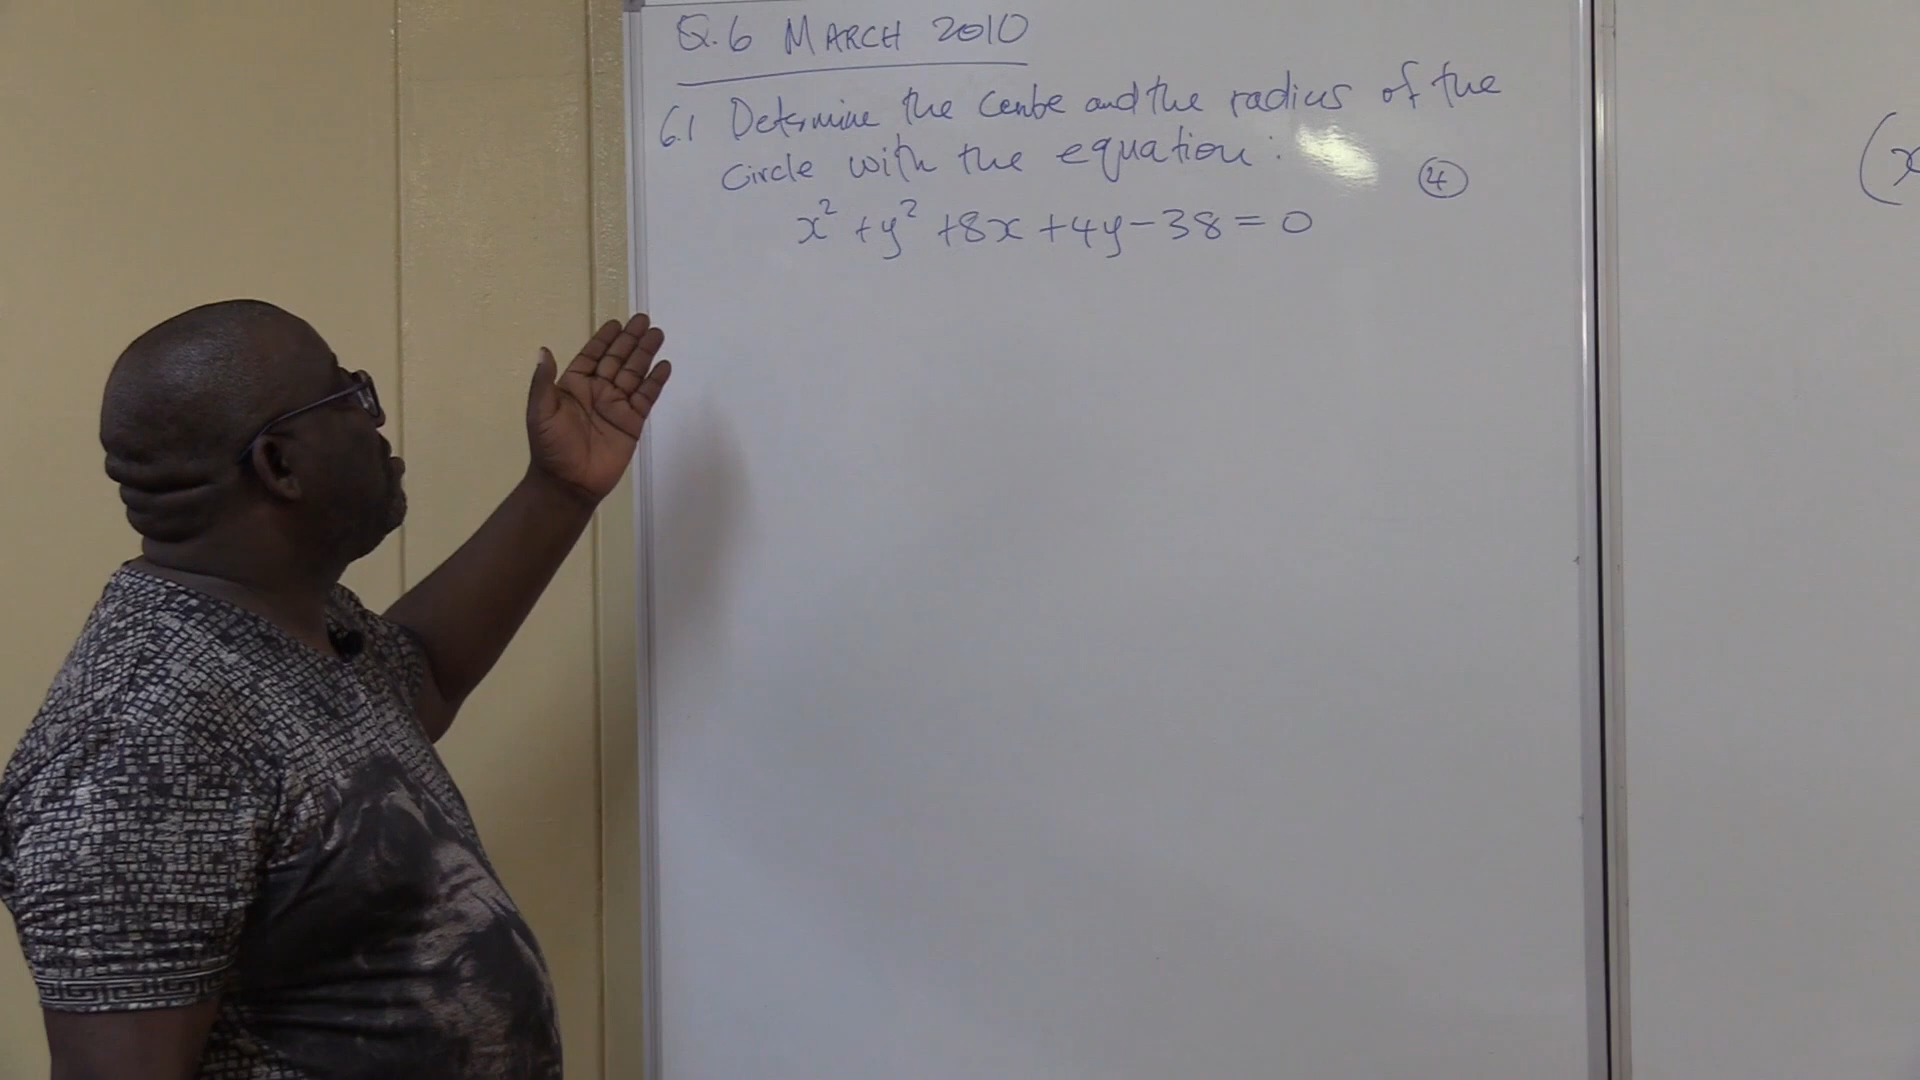 Q.6 MARCH 2010
6.1 Determine the centre and the radius of the
circle with the equation:
④
x² + y² + 8x + 4y - 38 = 0
(x